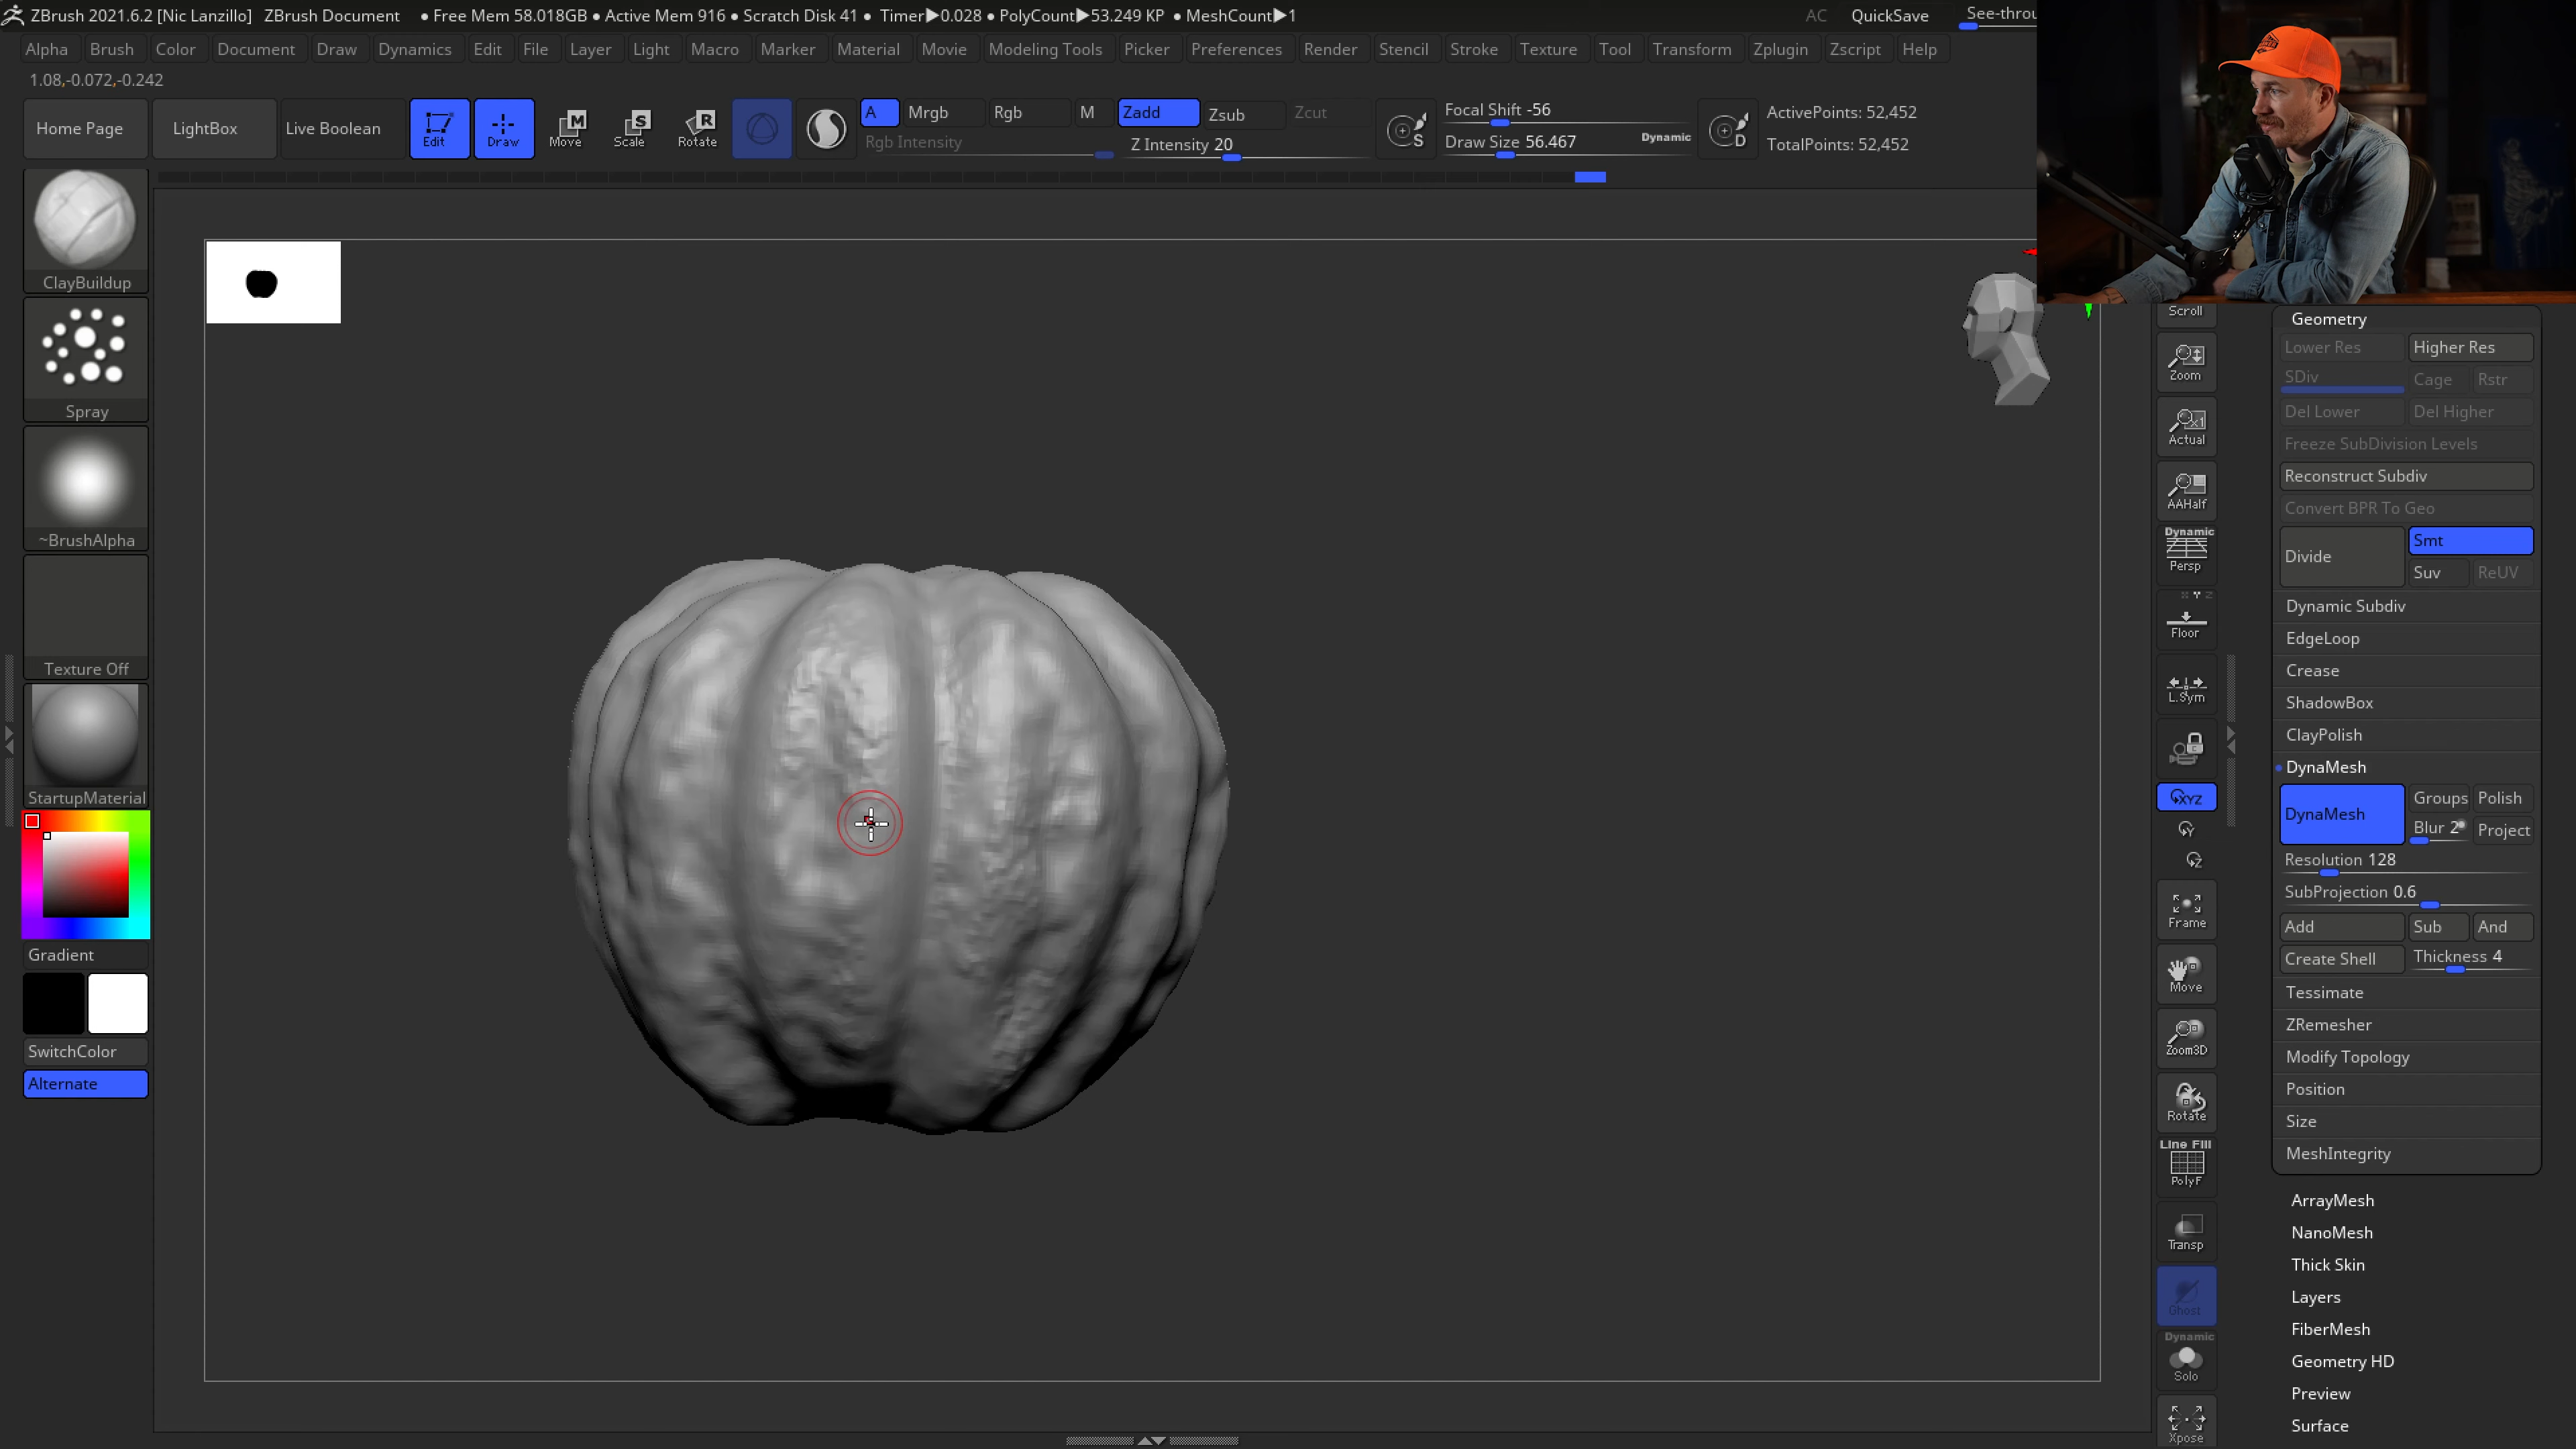 ZBrush 2021.6.2 [Nic Lanzillo] ZBrush Document • Free Mem 58.018GB • Active Mem 916 • Scratch Disk 41 • Timer▶0.028 • PolyCount▶53.249 KP • MeshCount▶1 AC QuickSave See-throu
Alpha Brush Color Document Draw Dynamics Edit File Layer Light Macro Marker Material Movie Modeling Tools Picker Preferences Render Stencil Stroke Texture Tool Transform Zplugin Zscript Help
1.08,-0.072,-0.242
Home Page LightBox Live Boolean Edit Draw Move Scale Rotate
M S R
A Mrgb Rgb M Zadd Zsub Zcut
Rgb Intensity Z Intensity 20
S Focal Shift -56
Draw Size 56.467 Dynamic
D ActivePoints: 52,452
TotalPoints: 52,452
ClayBuildup
Spray
~BrushAlpha
Texture Off
StartupMaterial
Gradient
SwitchColor
Alternate
Scroll
Zoom
Actual
AAHalf
Dynamic
Persp
Floor
L.Sym
XYZ
Y
Z
Frame
Move
Zoom3D
Rotate
Line Fill
PolyF
Transp
Ghost
Dynamic
Solo
Xpose
Geometry
Lower Res Higher Res
SDiv Cage Rstr
Del Lower Del Higher
Freeze SubDivision Levels
Reconstruct Subdiv
Convert BPR To Geo
Divide Smt
Suv ReUV
Dynamic Subdiv
EdgeLoop
Crease
ShadowBox
ClayPolish
DynaMesh
DynaMesh Groups Polish
Blur 2 Project
Resolution 128
SubProjection 0.6
Add Sub And
Create Shell Thickness 4
Tessimate
ZRemesher
Modify Topology
Position
Size
MeshIntegrity
ArrayMesh
NanoMesh
Thick Skin
Layers
FiberMesh
Geometry HD
Preview
Surface